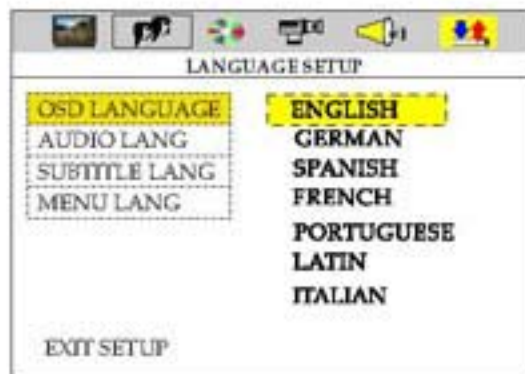 LANGUAGE SETUP
OSD LANGUAGE
AUDIO LANG
SUBTITLE LANG
MENU LANG
ENGLISH
GERMAN
SPANISH
FRENCH
PORTUGUESE
LATIN
ITALIAN
EXIT SETUP